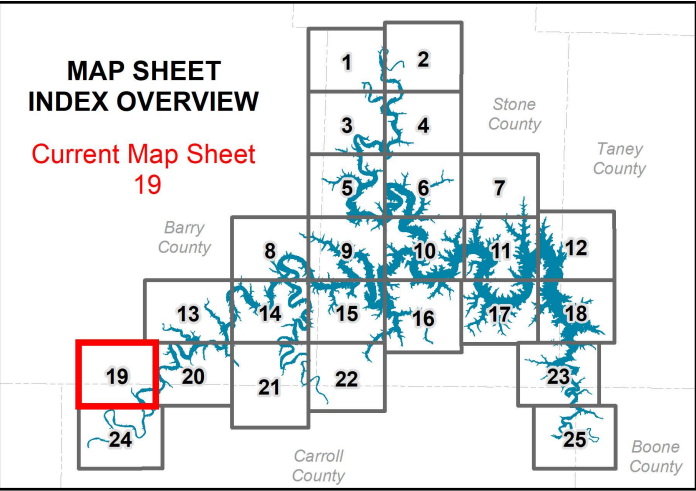 MAP SHEET
INDEX OVERVIEW
Current Map Sheet
19
1
2
3
4
Stone
County
Taney
County
5
6
7
Barry
County
8
9
10
11
12
13
14
15
16
17
18
19
20
21
22
23
24
25
Carroll
County
Boone
County